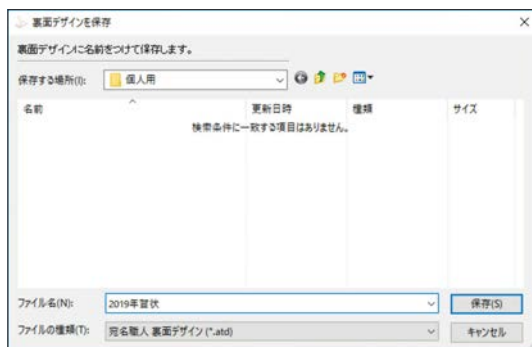 裏面デザインを保存
裏面デザインに名前をつけて保存します。
保存する場所(I): 個人用
名前 更新日時 種類 サイズ
検索条件に一致する項目はありません。
ファイル名(N): 2019年賀状 保存(S)
ファイルの種類(T): 宛名職人 裏面デザイン (*.atd) キャンセル